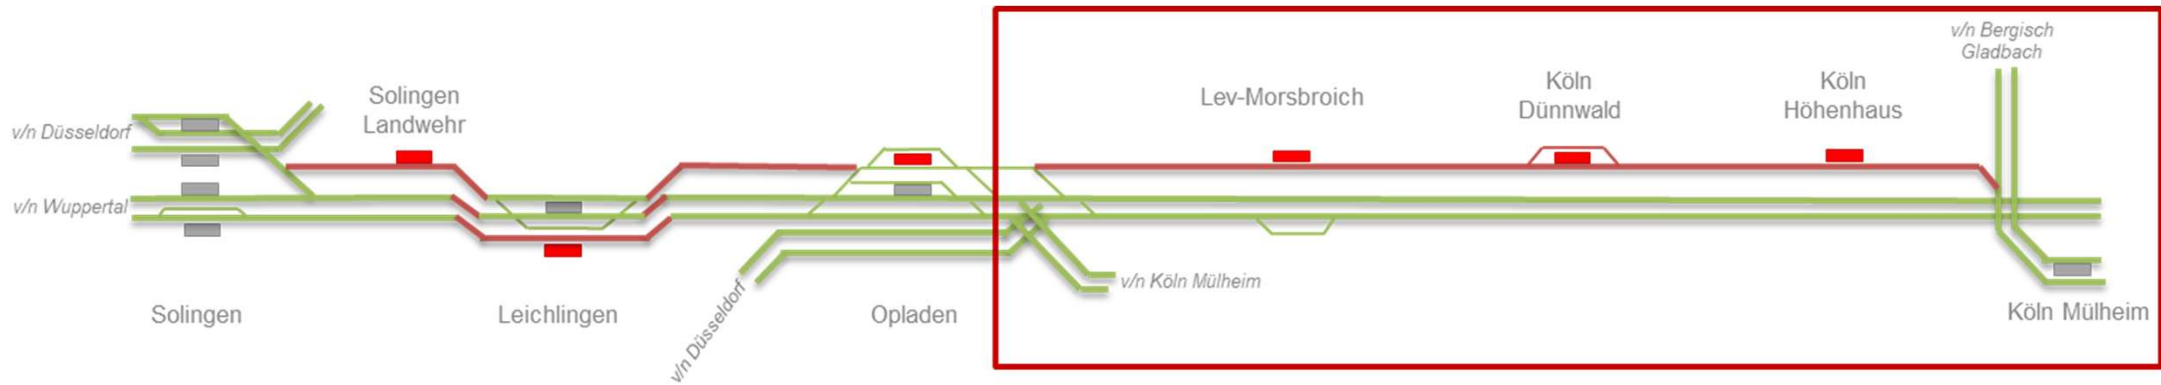 v/n Bergisch
Gladbach
Solingen
Landwehr
Lev-Morsbroich
Köln
Dünnwald
Köln
Höhenhaus
v/n Düsseldorf
v/n Wuppertal
v/n Köln Mülheim
v/n Düsseldorf
Solingen
Leichlingen
Opladen
Köln Mülheim